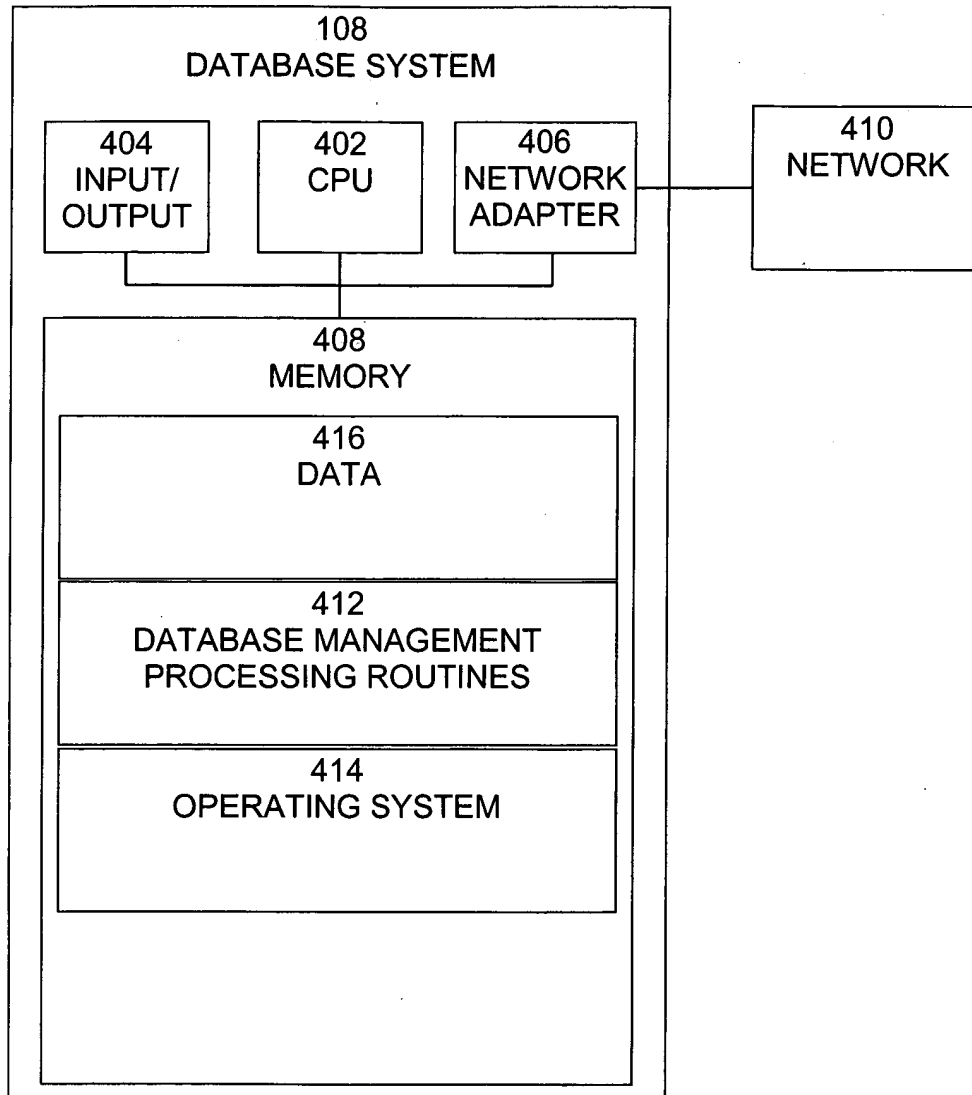 108
DATABASE SYSTEM
404
INPUT/
OUTPUT
402
CPU
406
NETWORK
ADAPTER
410
NETWORK
408
MEMORY
416
DATA
412
DATABASE MANAGEMENT
PROCESSING ROUTINES
414
OPERATING SYSTEM